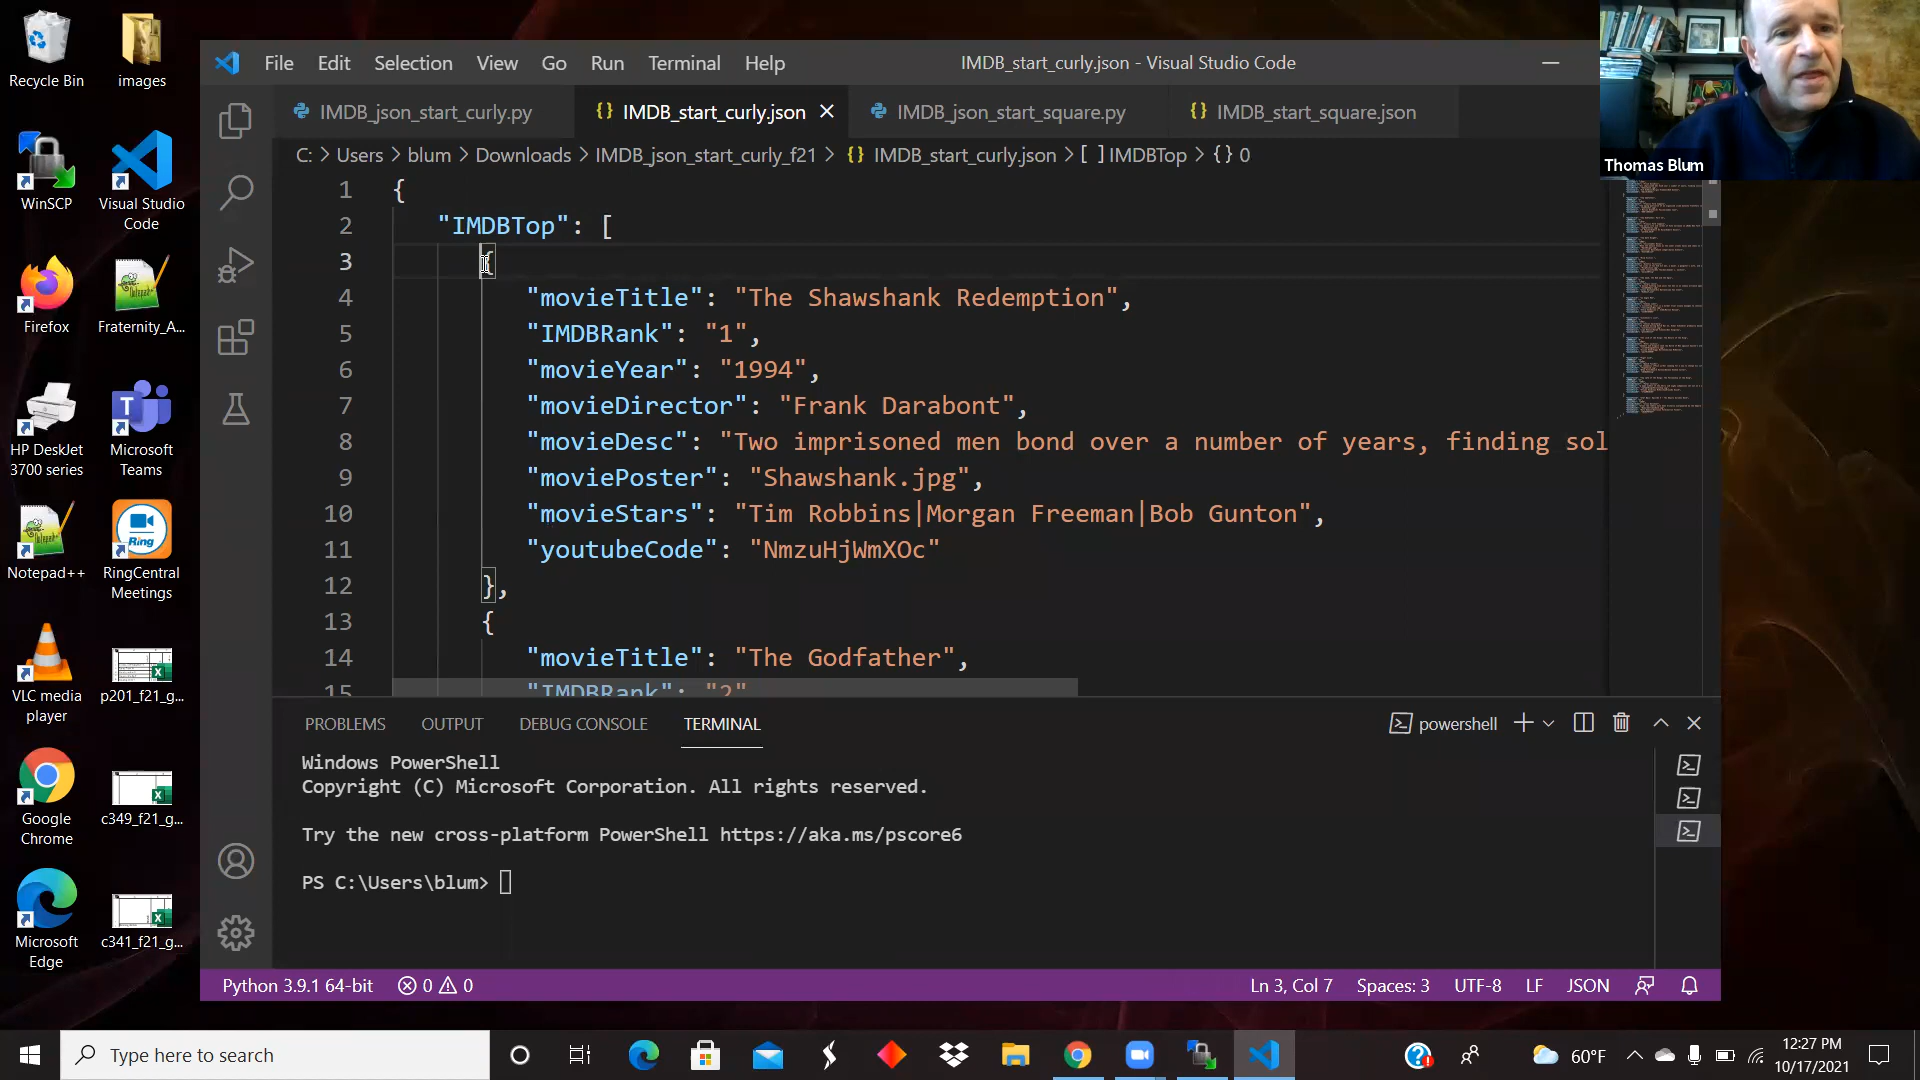 Recycle Bin
images
WinSCP
Visual Studio
Code
Firefox
Fraternity_A...
HP DeskJet
3700 series
Microsoft
Teams
Notepad++
RingCentral
Meetings
Ring
VLC media
player
p201_f21_g...
Google
Chrome
c349_f21_g...
Microsoft
Edge
c341_f21_g...
File Edit Selection View Go Run Terminal Help
IMDB_start_curly.json - Visual Studio Code
IMDB_json_start_curly.py
{} IMDB_start_curly.json
IMDB_json_start_square.py
{} IMDB_start_square.json
C: > Users > blum > Downloads > IMDB_json_start_curly_f21 > {} IMDB_start_curly.json > [ ] IMDBTop > {} 0
Thomas Blum
1 {
2 "IMDBTop": [
3 {
4 "movieTitle": "The Shawshank Redemption",
5 "IMDBRank": "1",
6 "movieYear": "1994",
7 "movieDirector": "Frank Darabont",
8 "movieDesc": "Two imprisoned men bond over a number of years, finding sol
9 "moviePoster": "Shawshank.jpg",
10 "movieStars": "Tim Robbins|Morgan Freeman|Bob Gunton",
11 "youtubeCode": "NmzuHjWmXOc"
12 },
13 {
14 "movieTitle": "The Godfather",
15 "IMDBRank": "2"
PROBLEMS OUTPUT DEBUG CONSOLE TERMINAL
powershell
Windows PowerShell
Copyright (C) Microsoft Corporation. All rights reserved.
Try the new cross-platform PowerShell https://aka.ms/pscore6
PS C:\Users\blum>
Python 3.9.1 64-bit
0
0
Ln 3, Col 7
Spaces: 3
UTF-8
LF
JSON
Type here to search
60°F
12:27 PM
10/17/2021